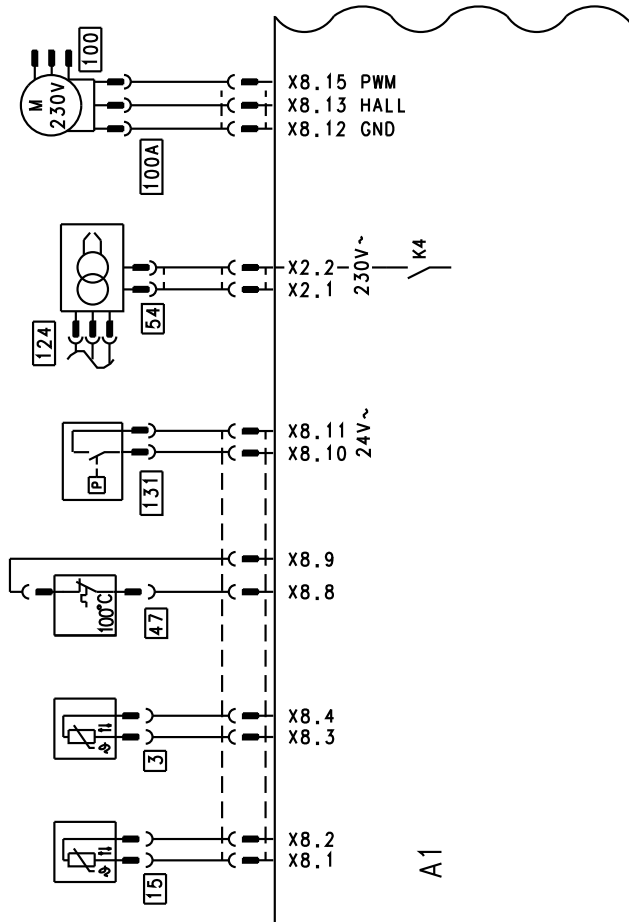 100
M
230V
100A
X8.15 PWM
X8.13 HALL
X8.12 GND
124
54
X2.2
X2.1
230V~
K4
P
131
X8.11
X8.10
24V~
X8.9
X8.8
100°C
47
X8.4
X8.3
3
ϑ
X8.2
X8.1
15
ϑ
A1